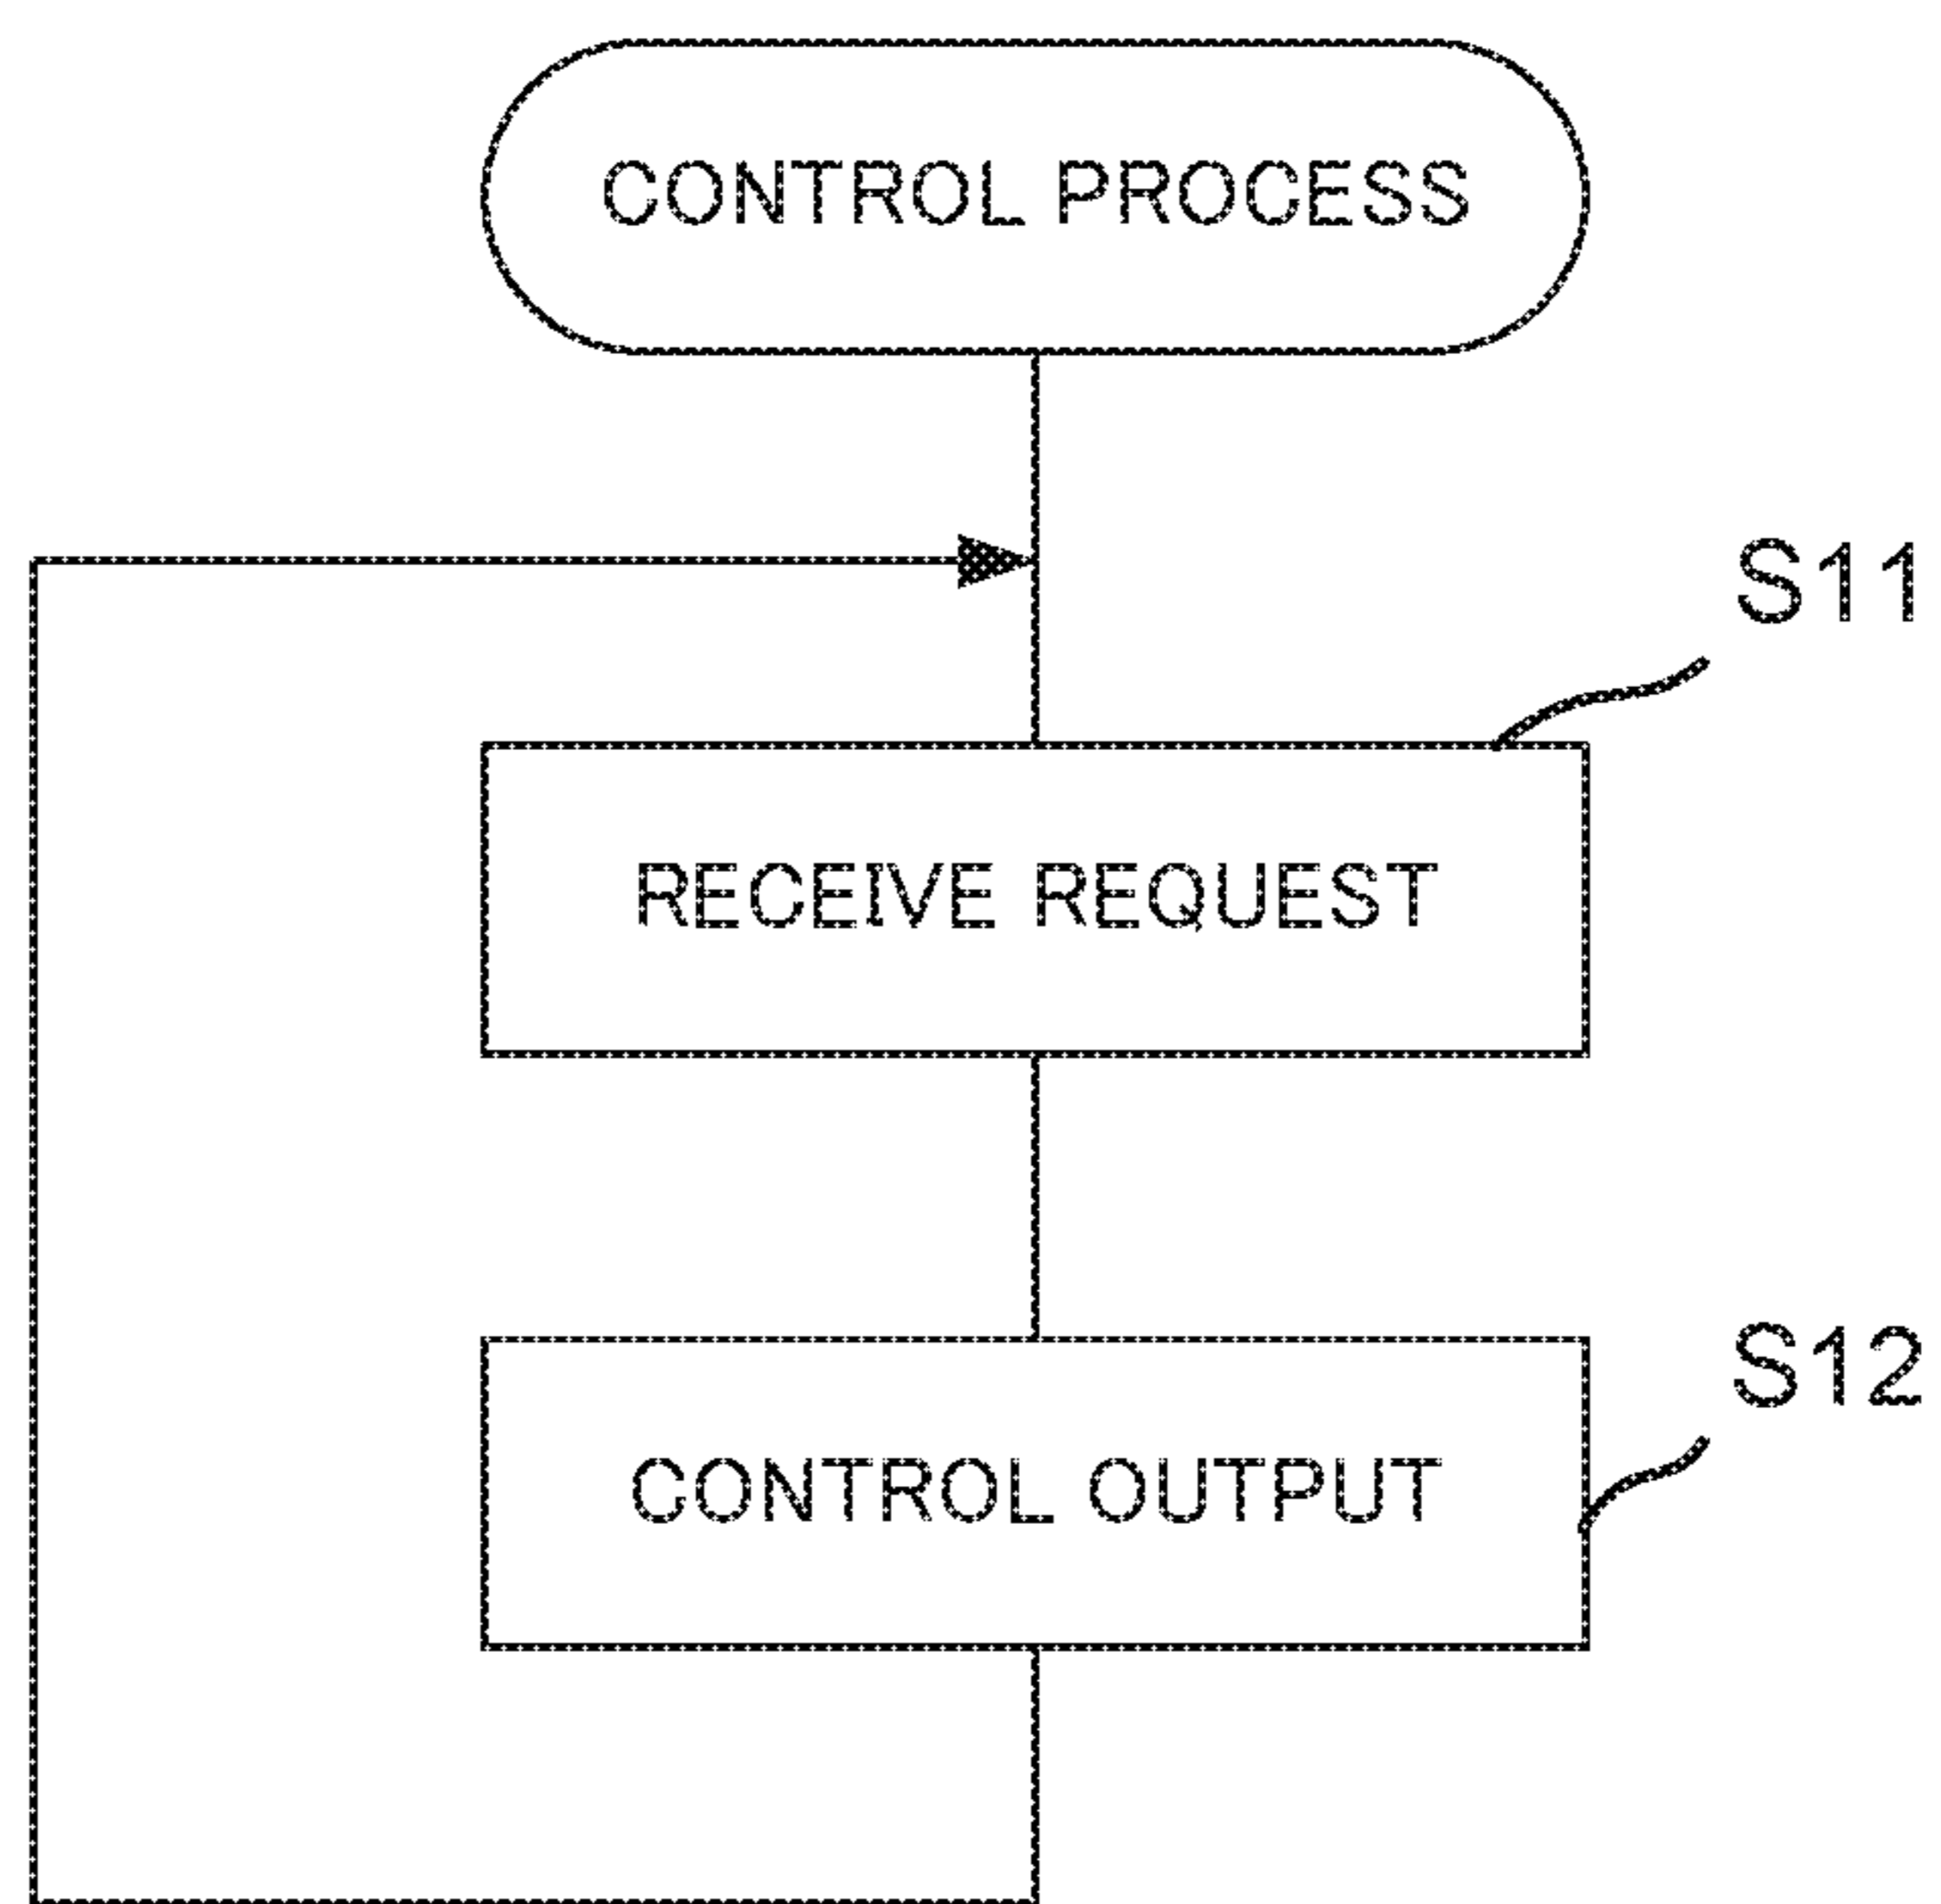 CONTROL PROCESS
S11
RECEIVE REQUEST
S12
CONTROL OUTPUT